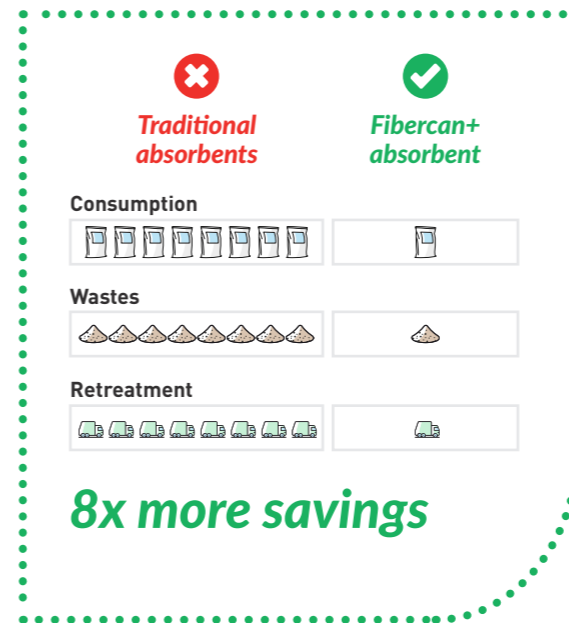 Traditional
absorbents
Fibercan+
absorbent
Consumption
Wastes
Retreatment
8x more savings